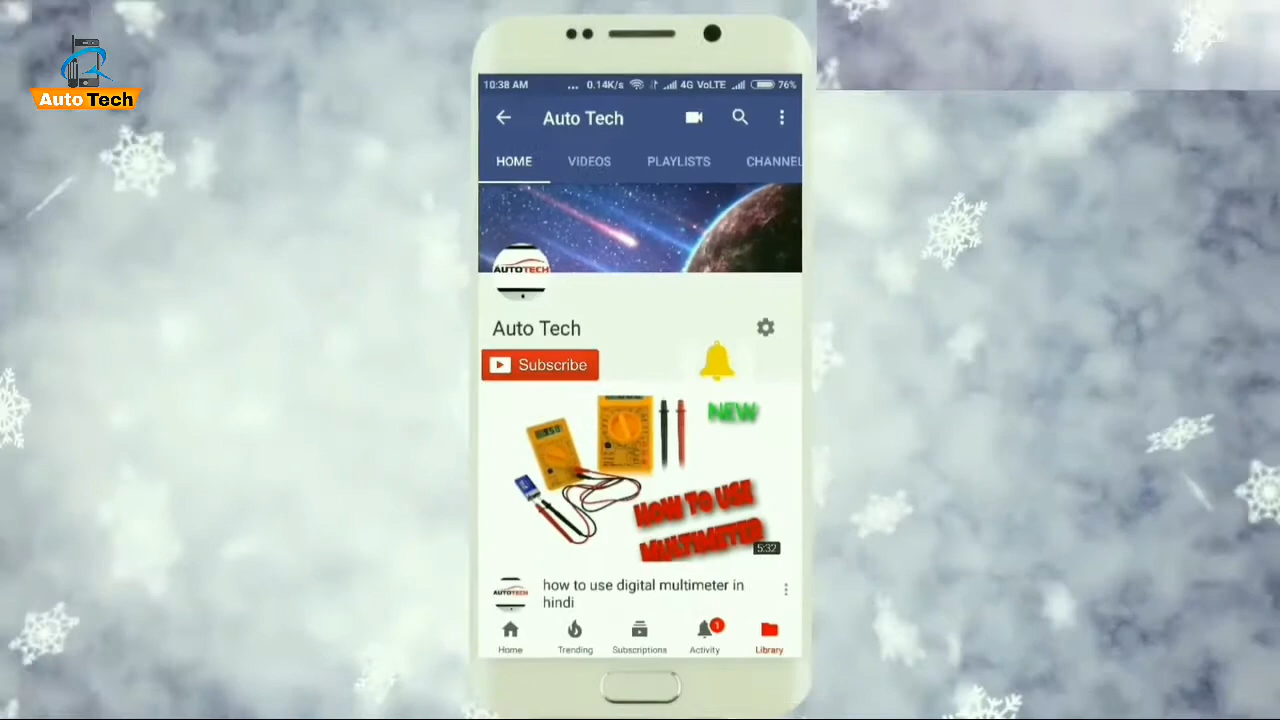 Auto Tech
10:38 AM ... 0.14K/s 4G VoLTE 76%
Auto Tech
HOME VIDEOS PLAYLISTS CHANNEL
AUTOTECH
Auto Tech
Subscribe
NEW
HOW TO USE
MULTIMETER
5:32
AUTOTECH
how to use digital multimeter in
hindi
1
Home Trending Subscriptions Activity Library